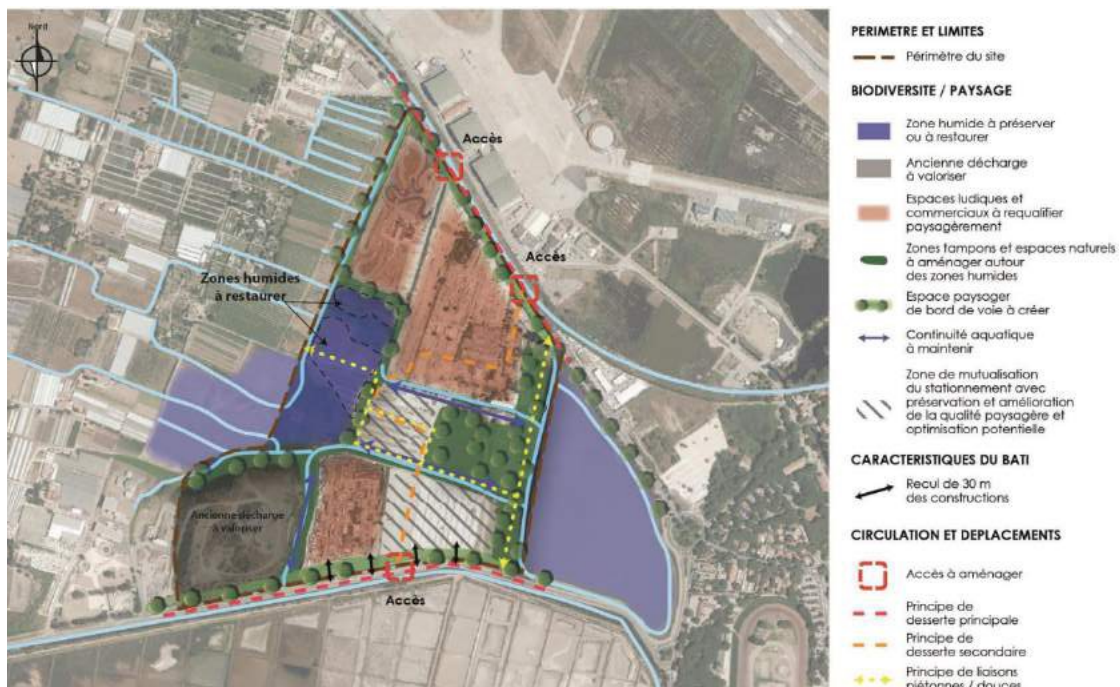 Nord
Accès
Accès
Zones humides
à restaurer
Ancienne décharge
à valoriser
Accès
PERIMETRE ET LIMITES
Périmètre du site
BIODIVERSITE / PAYSAGE
Zone humide à préserver
ou à restaurer
Ancienne décharge
à valoriser
Espaces ludiques et
commerciaux à requalifier
paysagèrement
Zones tampons et espaces naturels
à aménager autour
des zones humides
Espace paysager
de bord de voie à créer
Continuité aquatique
à maintenir
Zone de mutualisation
du stationnement avec
préservation et amélioration
de la qualité paysagère et
optimisation potentielle
CARACTERISTIQUES DU BATI
Recul de 30 m
des constructions
CIRCULATION ET DEPLACEMENTS
Accès à aménager
Principe de
desserte principale
Principe de
desserte secondaire
Principe de liaisons
piétonnes / douces